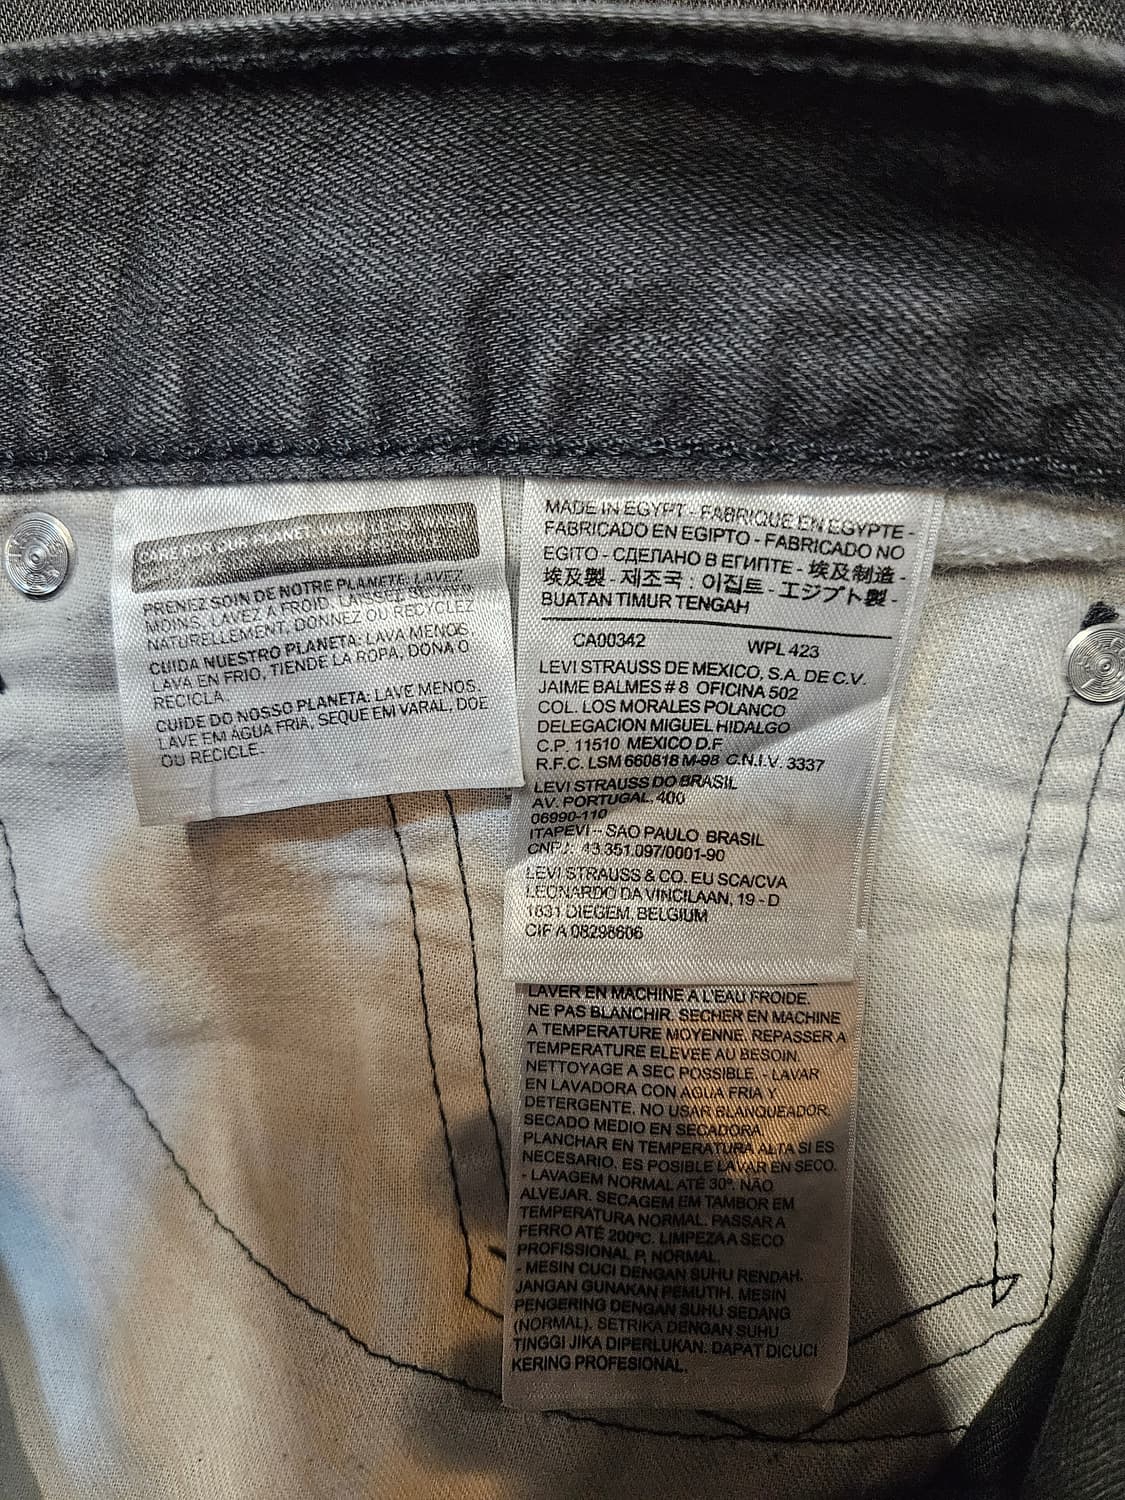 CARE FOR OUR PLANET: WASH LESS, WASH
PRENEZ SOIN DE NOTRE PLANETE: LAVEZ
MOINS, LAVEZ A FROID,
NATURELLEMENT, DONNEZ OU RECYCLEZ
CUIDA NUESTRO PLANETA: LAVA MENOS,
LAVA EN FRIO, TIENDE LA ROPA, DONA O
RECICLA.
CUIDE DO NOSSO PLANETA: LAVE MENOS,
LAVE EM ÁGUA FRIA, SEQUE EM VARAL, DOE
OU RECICLE.
MADE IN EGYPT - FABRIQUE EN EGYPTE -
FABRICADO EN EGIPTO - FABRICADO NO
EGITO - СДЕЛАНО В ЕГИПТЕ - 埃及制造 -
埃及製 - 제조국 : 이집트 - エジプト製 -
BUATAN TIMUR TENGAH
CA00342 WPL 423
LEVI STRAUSS DE MEXICO, S.A. DE C.V.
JAIME BALMES # 8 OFICINA 502
COL. LOS MORALES POLANCO
DELEGACION MIGUEL HIDALGO
C.P. 11510 MEXICO D.F
R.F.C. LSM 660818 M-98 C.N.I.V. 3337
LEVI STRAUSS DO BRASIL
AV. PORTUGAL, 400
06990-110
ITAPEVI - SAO PAULO BRASIL
CNPJ: 43.351.097/0001-90
LEVI STRAUSS & CO. EU SCA/CVA
LEONARDO DA VINCILAAN, 19 - D
1831 DIEGEM, BELGIUM
CIF A 08298606
LAVER EN MACHINE A L'EAU FROIDE.
NE PAS BLANCHIR. SECHER EN MACHINE
A TEMPERATURE MOYENNE. REPASSER A
TEMPERATURE ELEVEE AU BESOIN.
NETTOYAGE A SEC POSSIBLE. - LAVAR
EN LAVADORA CON AGUA FRIA Y
DETERGENTE. NO USAR BLANQUEADOR.
SECADO MEDIO EN SECADORA
PLANCHAR EN TEMPERATURA ALTA SI ES
NECESARIO. ES POSIBLE LAVAR EN SECO.
- LAVAGEM NORMAL ATÉ 30º. NÃO
ALVEJAR. SECAGEM EM TAMBOR EM
TEMPERATURA NORMAL. PASSAR A
FERRO ATÉ 200ºC. LIMPEZA A SECO
PROFISSIONAL P, NORMAL.
- MESIN CUCI DENGAN SUHU RENDAH.
JANGAN GUNAKAN PEMUTIH. MESIN
PENGERING DENGAN SUHU SEDANG
(NORMAL). SETRIKA DENGAN SUHU
TINGGI JIKA DIPERLUKAN. DAPAT DICUCI
KERING PROFESIONAL.